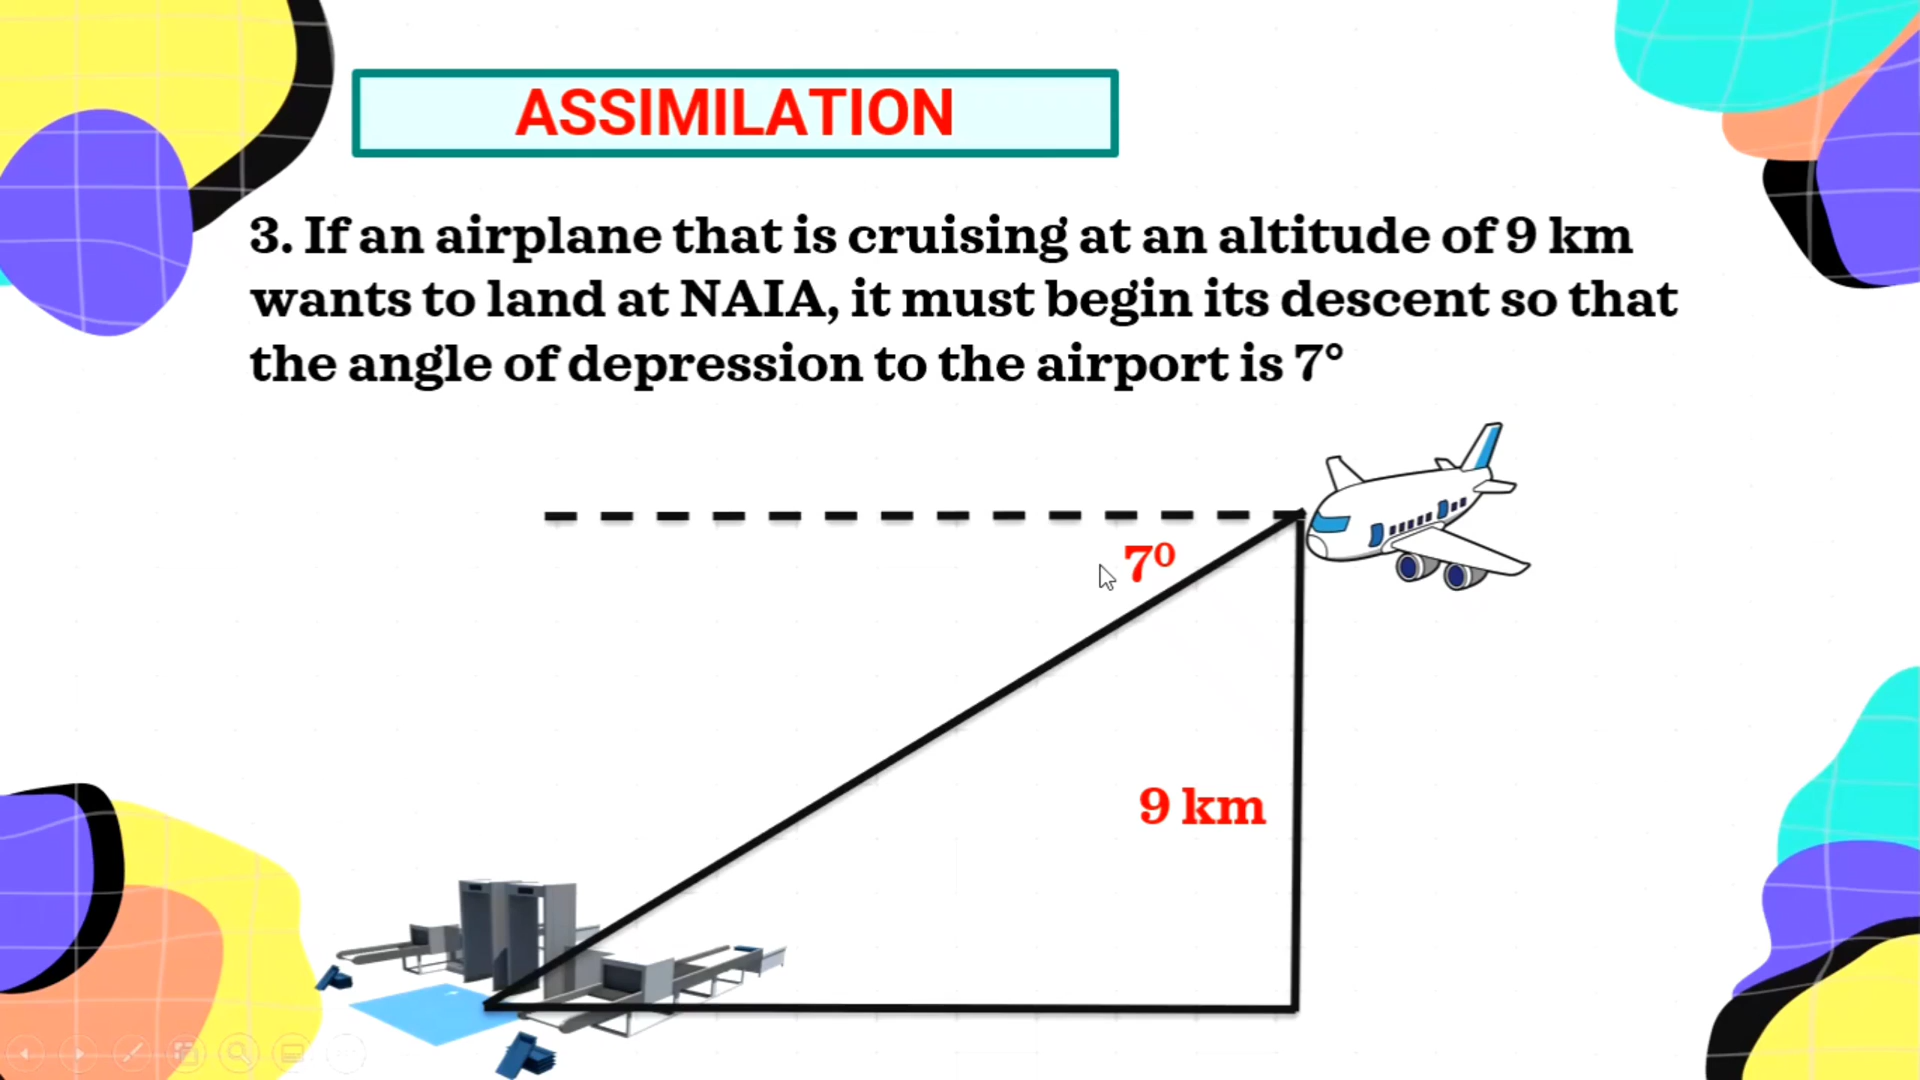 ASSIMILATION
3. If an airplane that is cruising at an altitude of 9 km
wants to land at NAIA, it must begin its descent so that
the angle of depression to the airport is 7°
7⁰
9 km